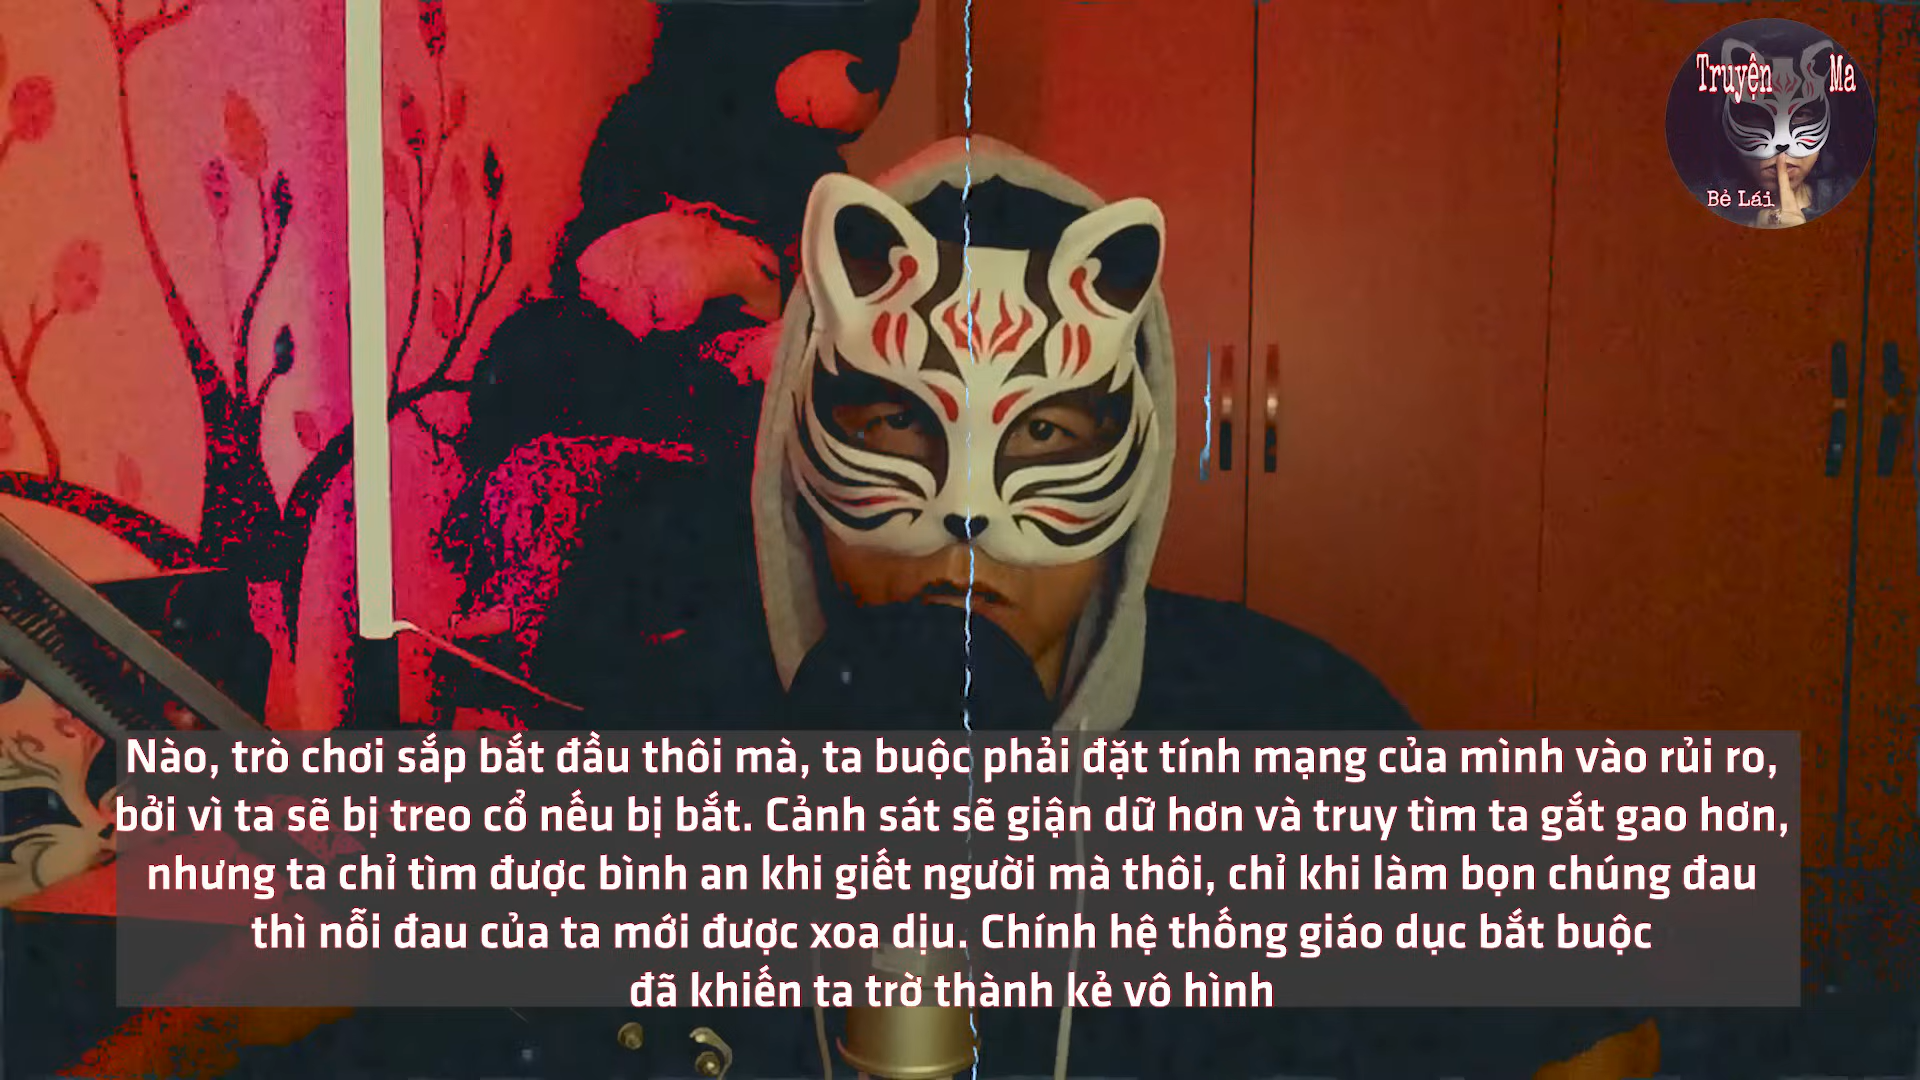 Truyện Ma
Bẻ Lái
Nào, trò chơi sắp bắt đầu thôi mà, ta buộc phải đặt tính mạng của mình vào rủi ro,
bởi vì ta sẽ bị treo cổ nếu bị bắt. Cảnh sát sẽ giận dữ hơn và truy tìm ta gắt gao hơn,
nhưng ta chỉ tìm được bình an khi giết người mà thôi, chỉ khi làm bọn chúng đau
thì nỗi đau của ta mới được xoa dịu. Chính hệ thống giáo dục bắt buộc
đã khiến ta trờ thành kẻ vô hình